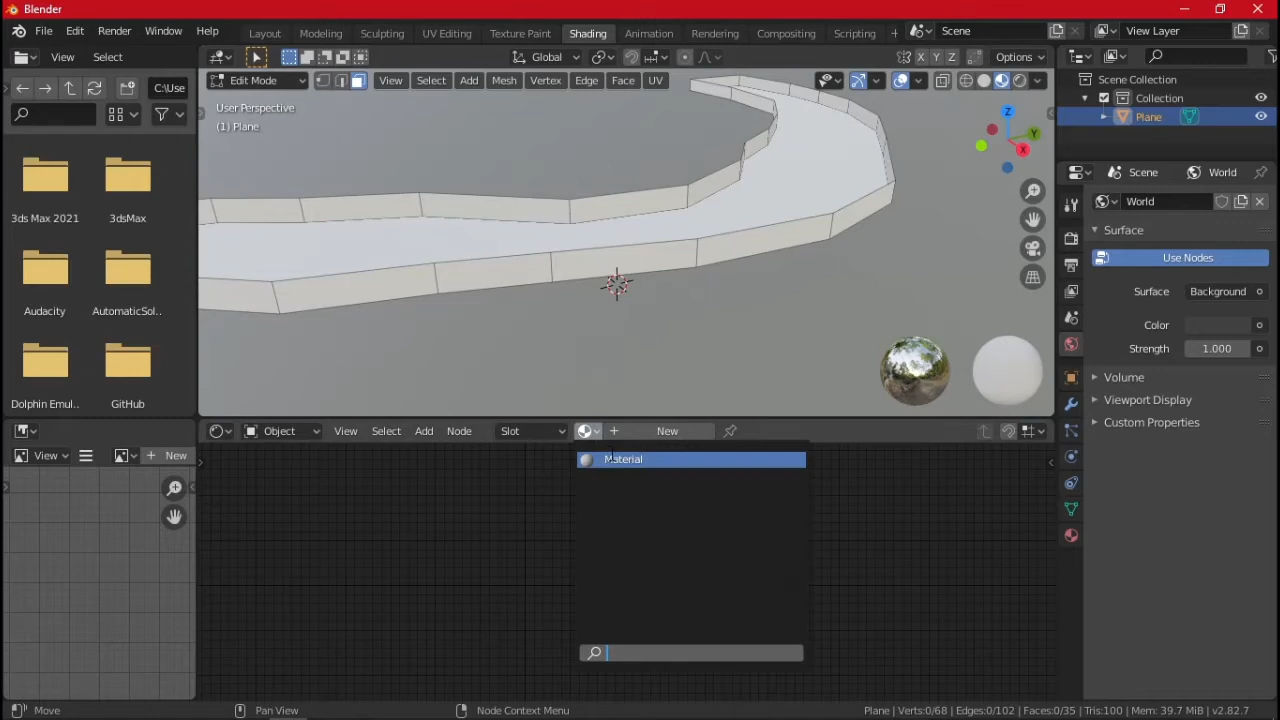 Blender
File Edit Render Window Help Layout Modeling Sculpting UV Editing Texture Paint Shading Animation Rendering Compositing Scripting + Scene View Layer
View Select Global X Y Z Options
C:\Use Edit Mode View Select Add Mesh Vertex Edge Face UV Scene Collection
Collection
User Perspective
(1) Plane Plane
Z Y X
Scene World
World
3ds Max 2021 3dsMax
Surface
Use Nodes
Surface Background
Audacity AutomaticSol..
Color
Strength 1.000
Volume
Viewport Display
Dolphin Emul.. GitHub
Custom Properties
Object View Select Add Node Slot New
View New Material
Move Pan View Node Context Menu Plane | Verts:0/68 | Edges:0/102 | Faces:0/35 | Tris:100 | Mem: 39.7 MiB | v2.82.7